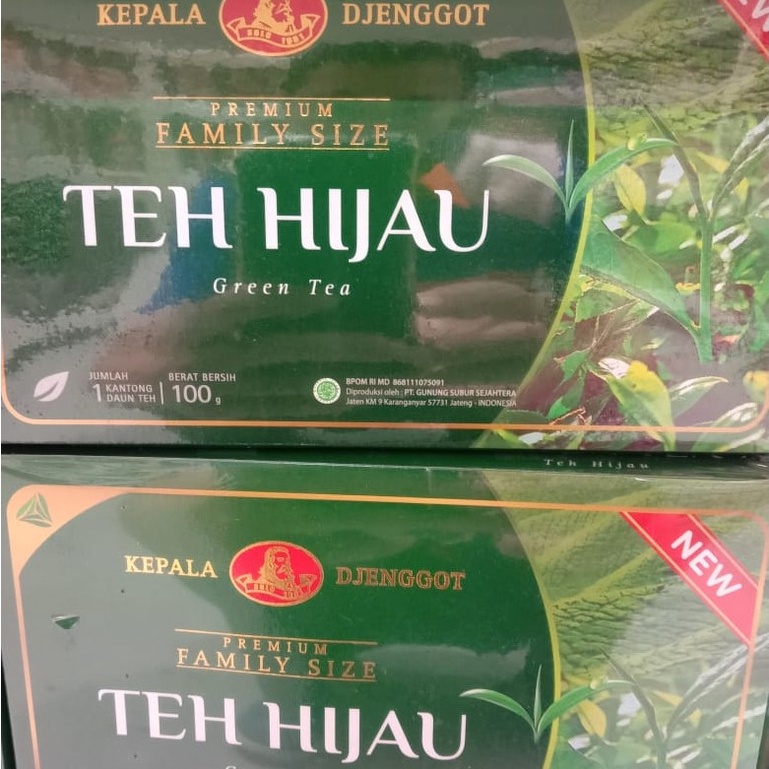 KEPALA DJENGGOT
SOLO 1901
PREMIUM
FAMILY SIZE
TEH HIJAU
Green Tea
JUMLAH
1 KANTONG
DAUN TEH
BERAT BERSIH
100 g
BPOM RI MD 868111075091
Diproduksi oleh : PT. GUNUNG SUBUR SEJAHTERA
Jaten KM 9 Karanganyar 57731 Jateng - INDONESIA
Teh Hijau
NEW
KEPALA DJENGGOT
PREMIUM
FAMILY SIZE
TEH HIJAU